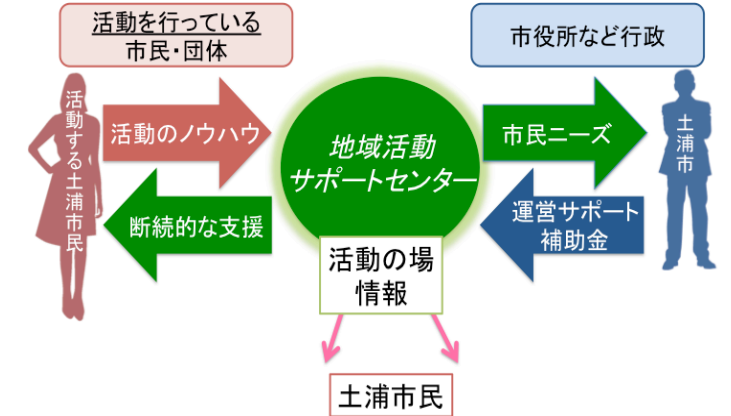 活動を行っている
市民・団体
市役所など行政
活動する土浦市民
活動のノウハウ
断続的な支援
地域活動
サポートセンター
市民ニーズ
運営サポート
補助金
土浦市
活動の場
情報
土浦市民